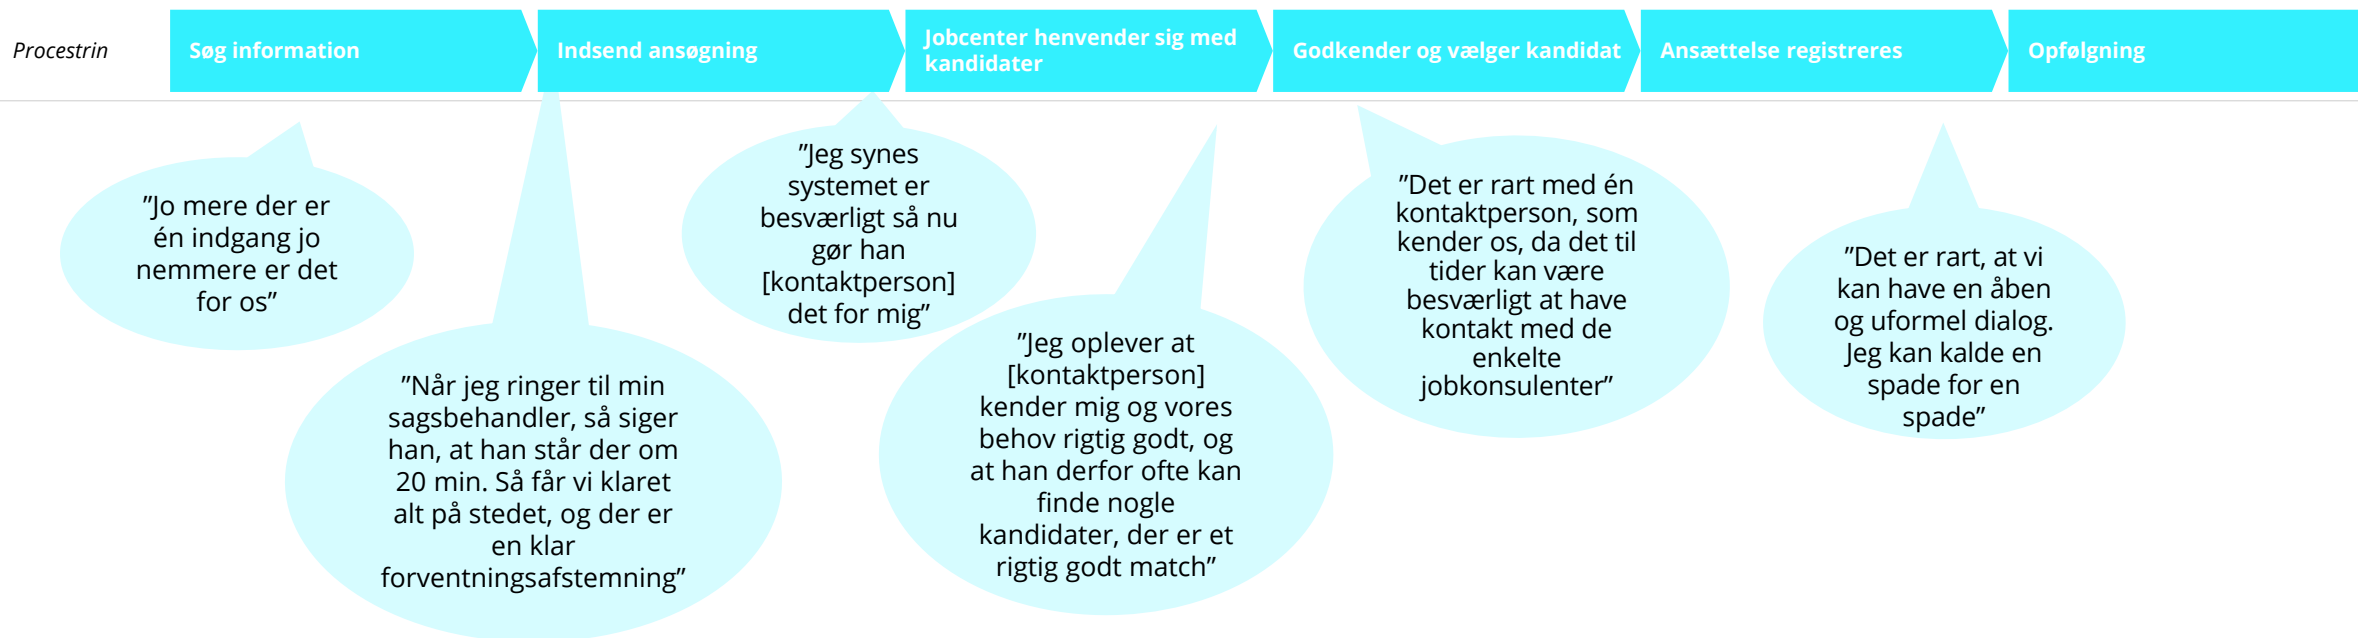 Procestrin
Søg information
Indsend ansøgning
Jobcenter henvender sig med
kandidater
Godkender og vælger kandidat
Ansættelse registreres
Opfølgning
”Jo mere der er
én indgang jo
nemmere er det
for os”
”Når jeg ringer til min
sagsbehandler, så siger
han, at han står der om
20 min. Så får vi klaret
alt på stedet, og der er
en klar
forventningsafstemning”
”Jeg synes
systemet er
besværligt så nu
gør han
[kontaktperson]
det for mig”
”Jeg oplever at
[kontaktperson]
kender mig og vores
behov rigtig godt, og
at han derfor ofte kan
finde nogle
kandidater, der er et
rigtig godt match”
”Det er rart med én
kontaktperson, som
kender os, da det til
tider kan være
besværligt at have
kontakt med de
enkelte
jobkonsulenter”
”Det er rart, at vi
kan have en åben
og uformel dialog.
Jeg kan kalde en
spade for en
spade”